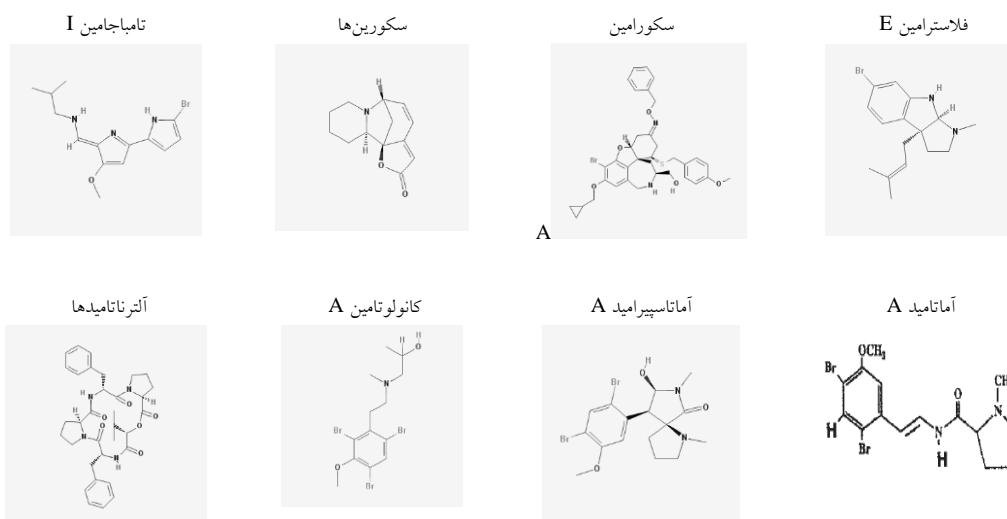 فلاسترامین E
سکورامین
A
سکورین‌ها
تامباجامین I
آماتامید A
آماتاسپیرامید A
کانولوتامین A
آلترناتامیدها